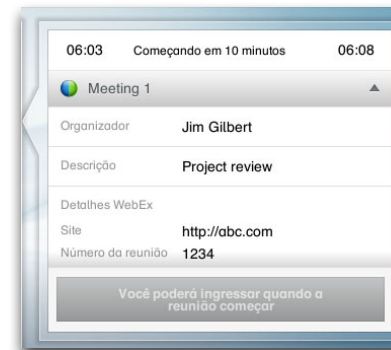 06:03 Começando em 10 minutos 06:08
Meeting 1
Organizador Jim Gilbert
Descrição Project review
Detalhes WebEx
Site http://abc.com
Número da reunião 1234
Você poderá ingressar quando a
reunião começar